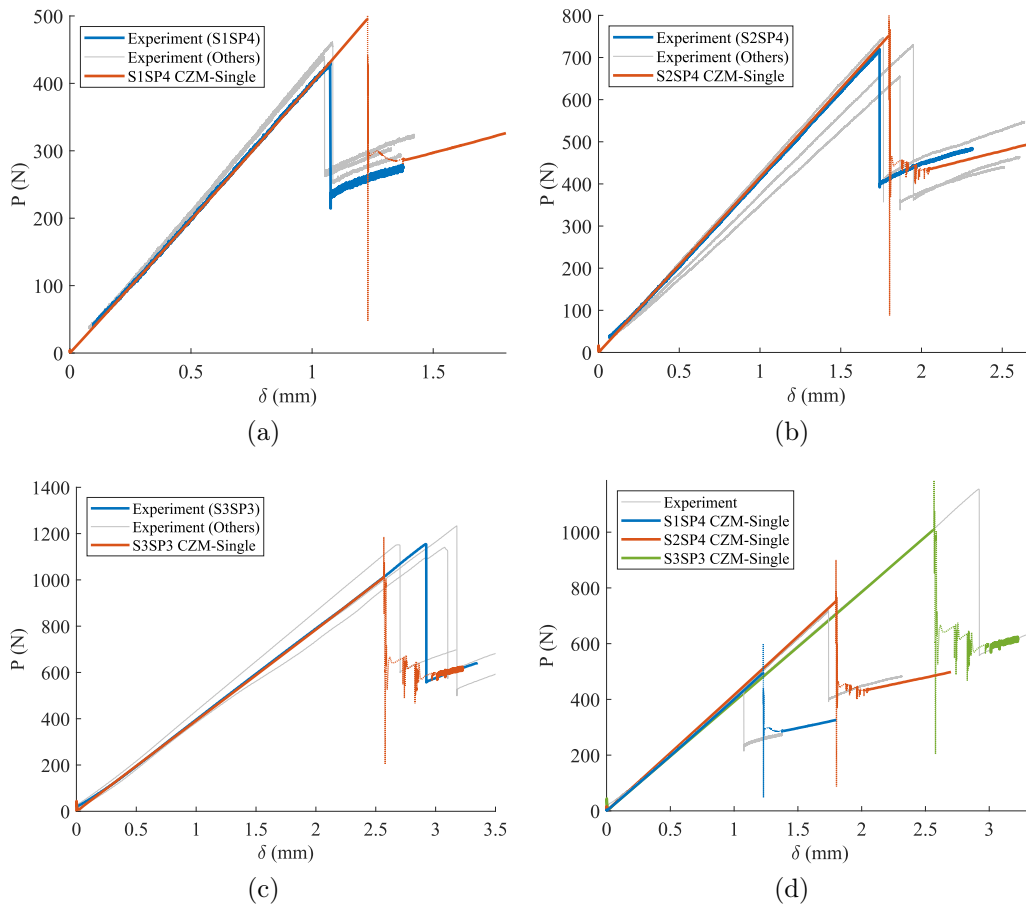 500
400
300
200
100
0
P (N)
0
0.5
1
1.5
δ (mm)
Experiment (S1SP4)
Experiment (Others)
S1SP4 CZM-Single
(a)
800
700
600
500
400
300
200
100
0
P (N)
0
0.5
1
1.5
2
2.5
δ (mm)
Experiment (S2SP4)
Experiment (Others)
S2SP4 CZM-Single
(b)
1400
1200
1000
800
600
400
200
0
P (N)
0
0.5
1
1.5
2
2.5
3
3.5
δ (mm)
Experiment (S3SP3)
Experiment (Others)
S3SP3 CZM-Single
(c)
1000
800
600
400
200
0
P (N)
0
0.5
1
1.5
2
2.5
3
δ (mm)
Experiment
S1SP4 CZM-Single
S2SP4 CZM-Single
S3SP3 CZM-Single
(d)